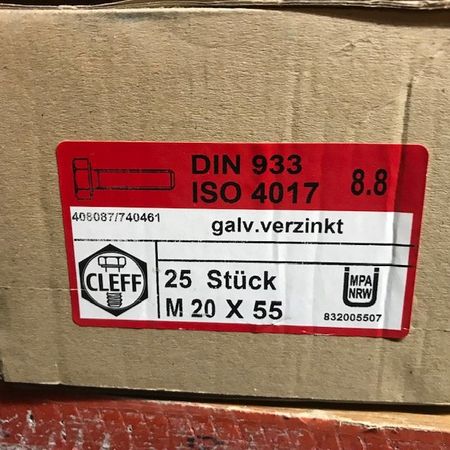 DIN 933
ISO 4017
8.8
408087/740461
galv.verzinkt
CLEFF
25 Stück
M 20 X 55
MPA
NRW
832005507